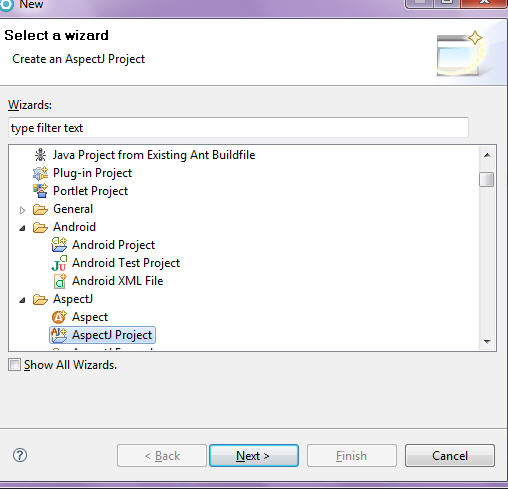 New
Select a wizard
Create an AspectJ Project
Wizards:
type filter text
Java Project from Existing Ant Buildfile
Plug-in Project
Portlet Project
General
Android
Android Project
Android Test Project
Android XML File
AspectJ
Aspect
AspectJ Project
Show All Wizards.
< Back
Next >
Finish
Cancel